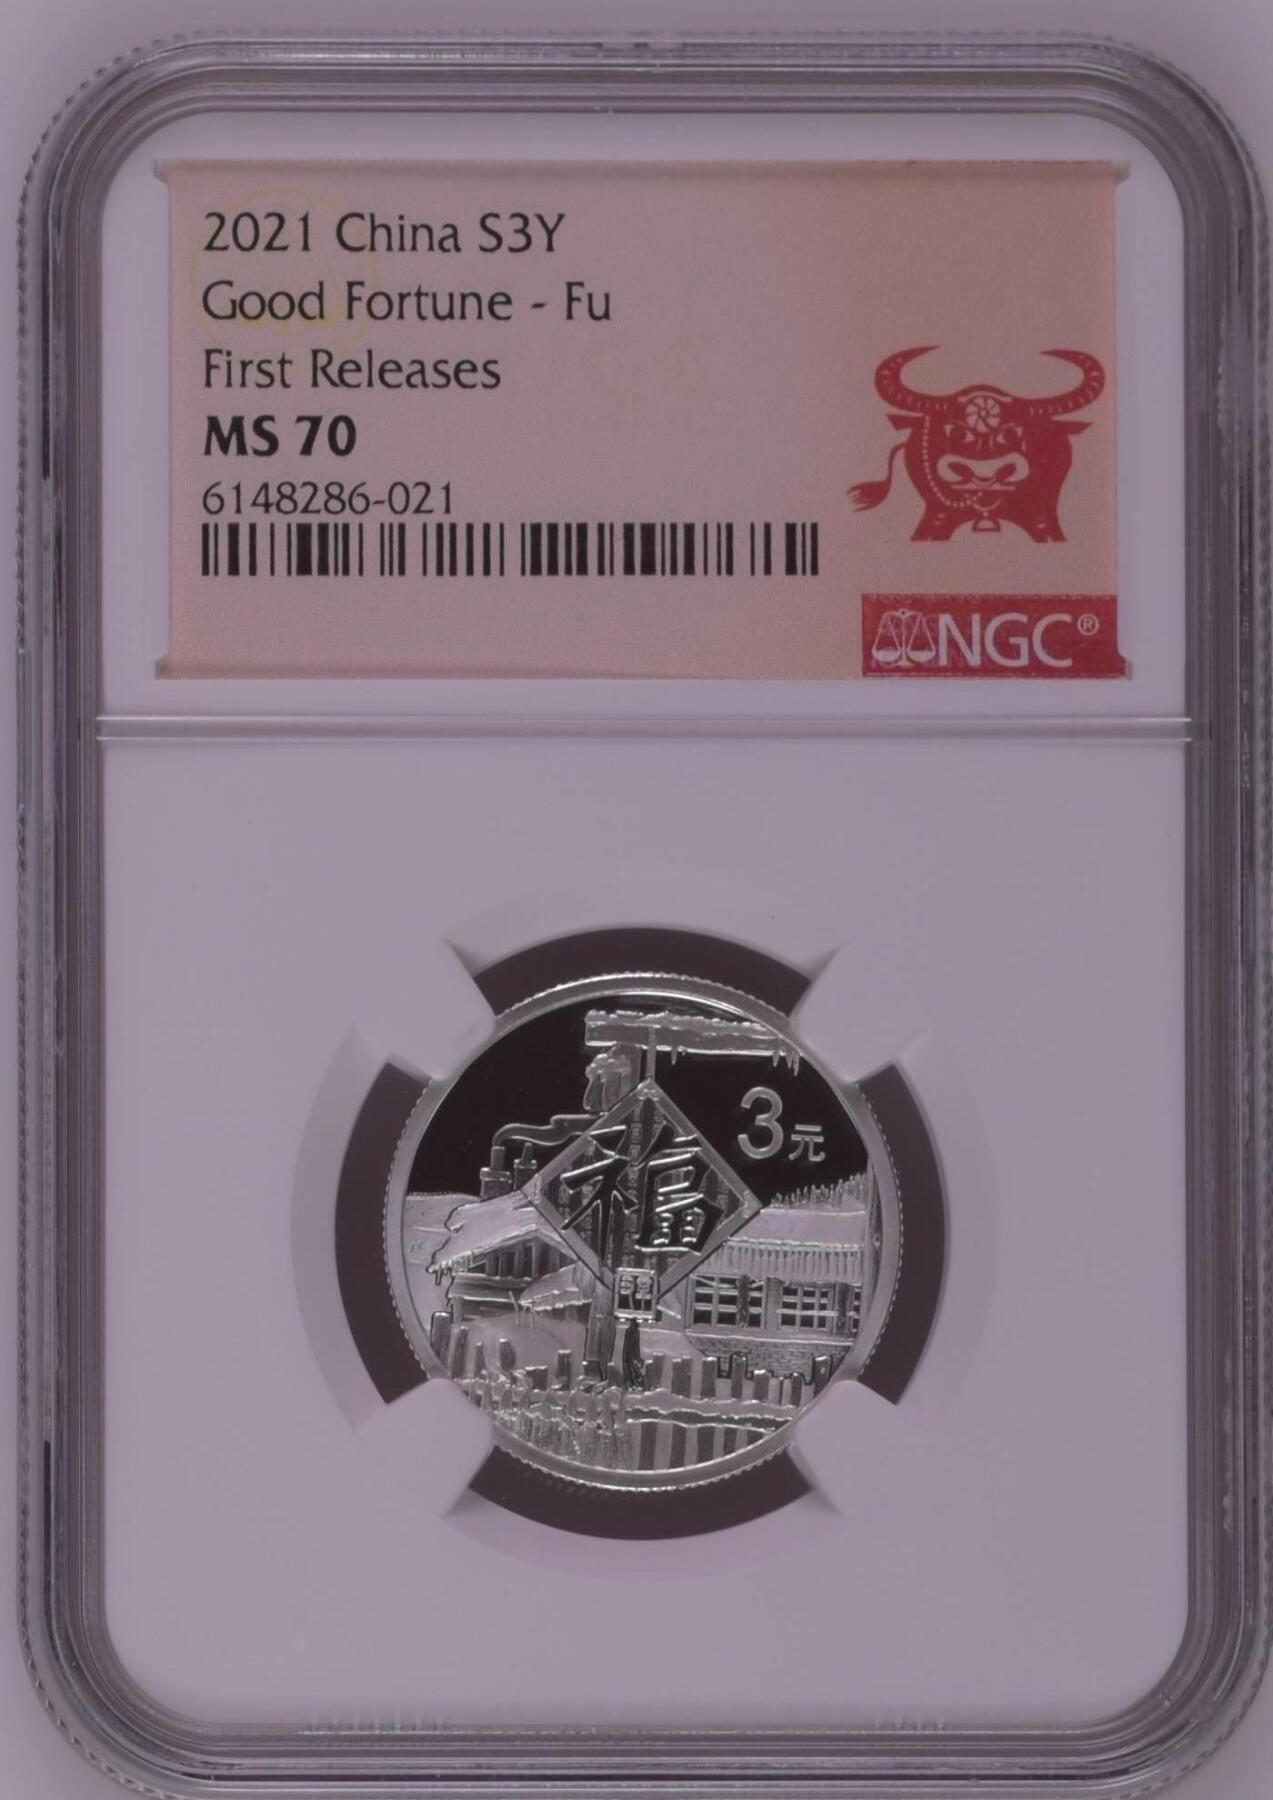 2021 China S3Y
Good Fortune - Fu
First Releases
MS 70
6148286-021
NGC®
3元
福